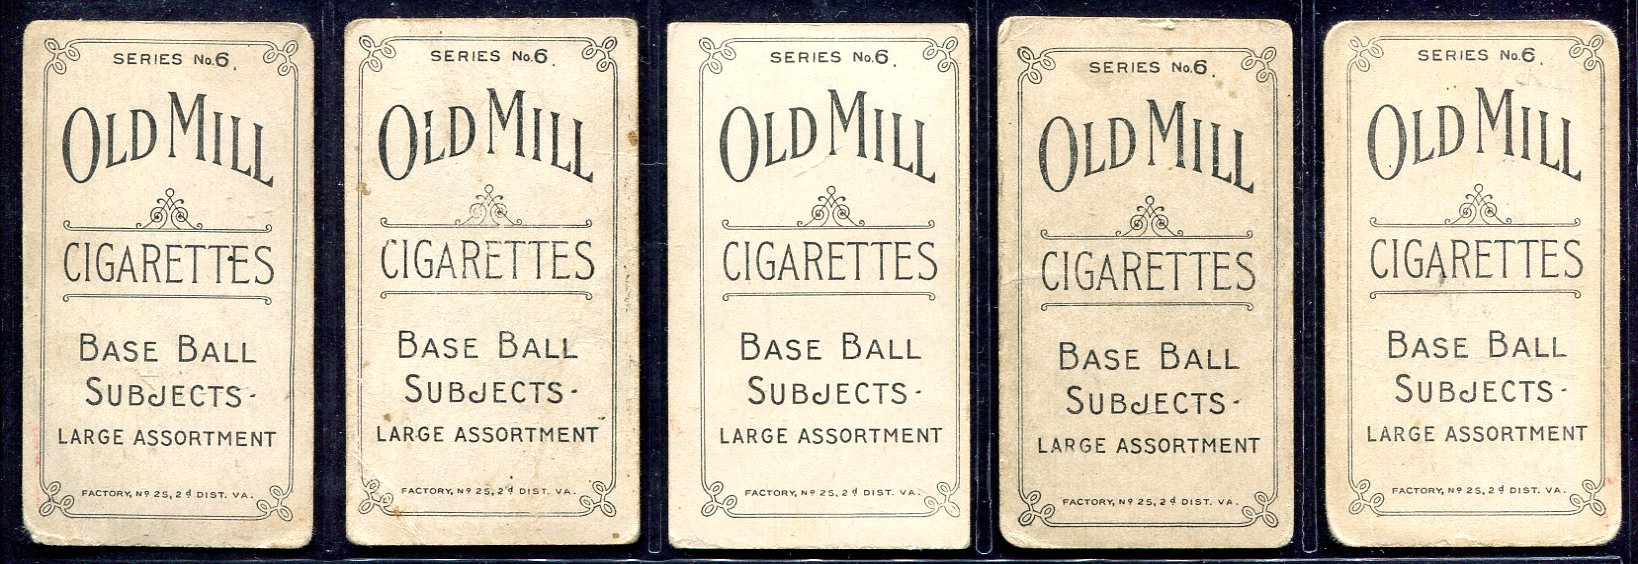 SERIES No.6.
OLD MILL
CIGARETTES
BASE BALL
SUBJECTS-
LARGE ASSORTMENT
FACTORY, Nº 25, 2d DIST. VA.
SERIES No.6.
OLD MILL
CIGARETTES
BASE BALL
SUBJECTS-
LARGE ASSORTMENT
FACTORY, Nº 25, 2d DIST. VA.
SERIES No.6.
OLD MILL
CIGARETTES
BASE BALL
SUBJECTS-
LARGE ASSORTMENT
FACTORY, Nº 25, 2d DIST. VA.
SERIES No.6.
OLD MILL
CIGARETTES
BASE BALL
SUBJECTS-
LARGE ASSORTMENT
FACTORY, Nº 25, 2d DIST. VA.
SERIES No.6.
OLD MILL
CIGARETTES
BASE BALL
SUBJECTS-
LARGE ASSORTMENT
FACTORY, Nº 25, 2d DIST. VA.